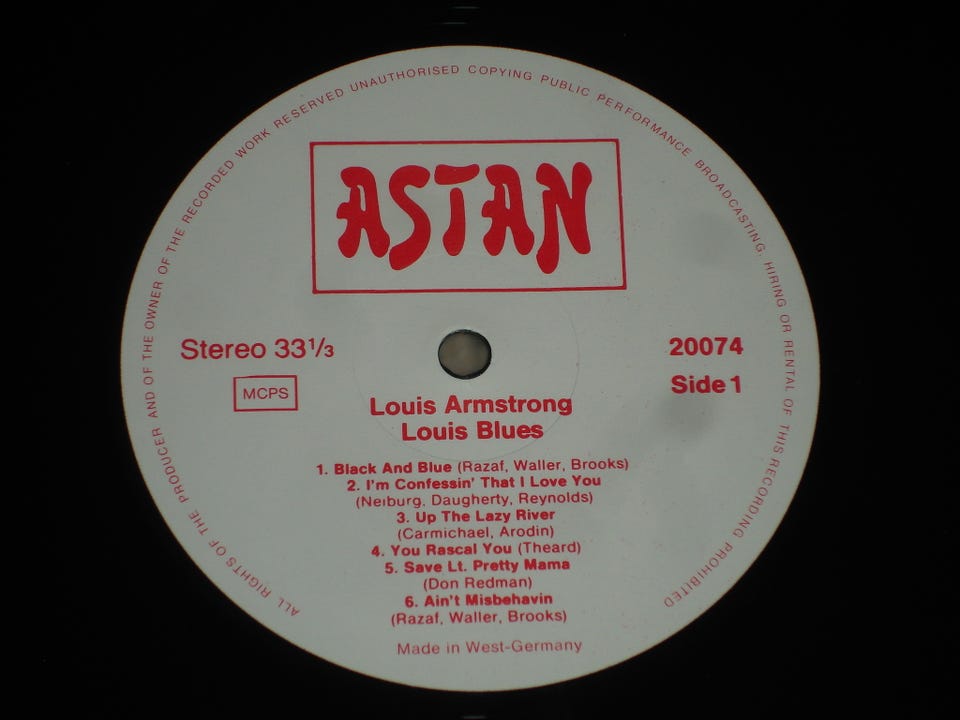 ALL RIGHTS OF THE PRODUCER AND OF THE OWNER OF THE RECORDED WORK RESERVED UNAUTHORISED COPYING PUBLIC PERFORMANCE BROADCASTING. HIRING OR RENTAL OF THIS RECORDING PROHIBITED
ASTAN
Stereo 33⅓
MCPS
20074
Side 1
Louis Armstrong
Louis Blues
1. Black And Blue (Razaf, Waller, Brooks)
2. I'm Confessin' That I Love You
(Neiburg, Daugherty, Reynolds)
3. Up The Lazy River
(Carmichael, Arodin)
4. You Rascal You (Theard)
5. Save Lt. Pretty Mama
(Don Redman)
6. Ain't Misbehavin
(Razaf, Waller, Brooks)
Made in West-Germany